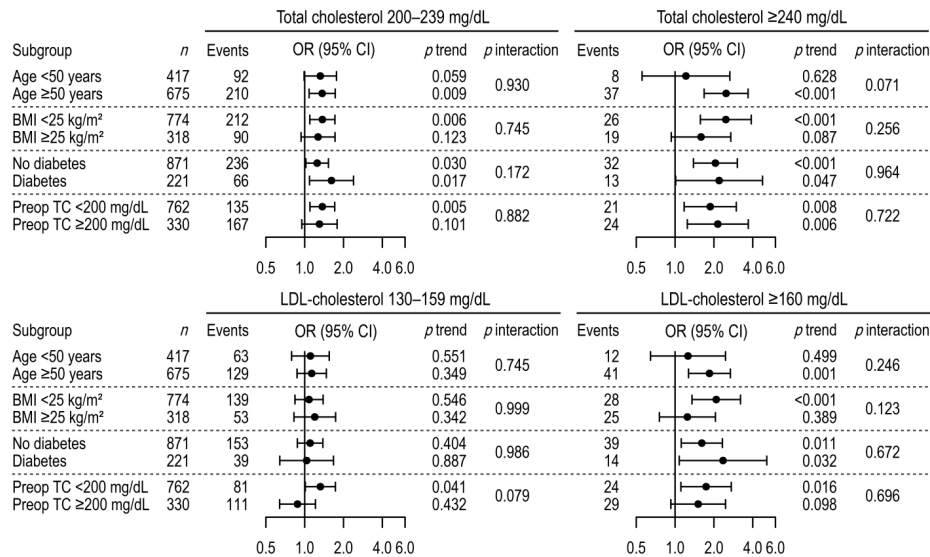 Total cholesterol 200–239 mg/dL Total cholesterol ≥240 mg/dL
Subgroup n Events OR (95% CI) p trend p interaction Events OR (95% CI) p trend p interaction
Age <50 years 417 92 0.059 8 0.628
0.930 0.071
Age ≥50 years 675 210 0.009 37 <0.001
BMI <25 kg/m² 774 212 0.006 26 <0.001
0.745 0.256
BMI ≥25 kg/m² 318 90 0.123 19 0.087
No diabetes 871 236 0.030 32 <0.001
0.172 0.964
Diabetes 221 66 0.017 13 0.047
Preop TC <200 mg/dL 762 135 0.005 21 0.008
0.882 0.722
Preop TC ≥200 mg/dL 330 167 0.101 24 0.006
0.5 1.0 2.0 4.0 6.0 0.5 1.0 2.0 4.0 6.0
LDL-cholesterol 130–159 mg/dL LDL-cholesterol ≥160 mg/dL
Subgroup n Events OR (95% CI) p trend p interaction Events OR (95% CI) p trend p interaction
Age <50 years 417 63 0.551 12 0.499
0.745 0.246
Age ≥50 years 675 129 0.349 41 0.001
BMI <25 kg/m² 774 139 0.546 28 <0.001
0.999 0.123
BMI ≥25 kg/m² 318 53 0.342 25 0.389
No diabetes 871 153 0.404 39 0.011
0.986 0.672
Diabetes 221 39 0.887 14 0.032
Preop TC <200 mg/dL 762 81 0.041 24 0.016
0.079 0.696
Preop TC ≥200 mg/dL 330 111 0.432 29 0.098
0.5 1.0 2.0 4.0 6.0 0.5 1.0 2.0 4.0 6.0